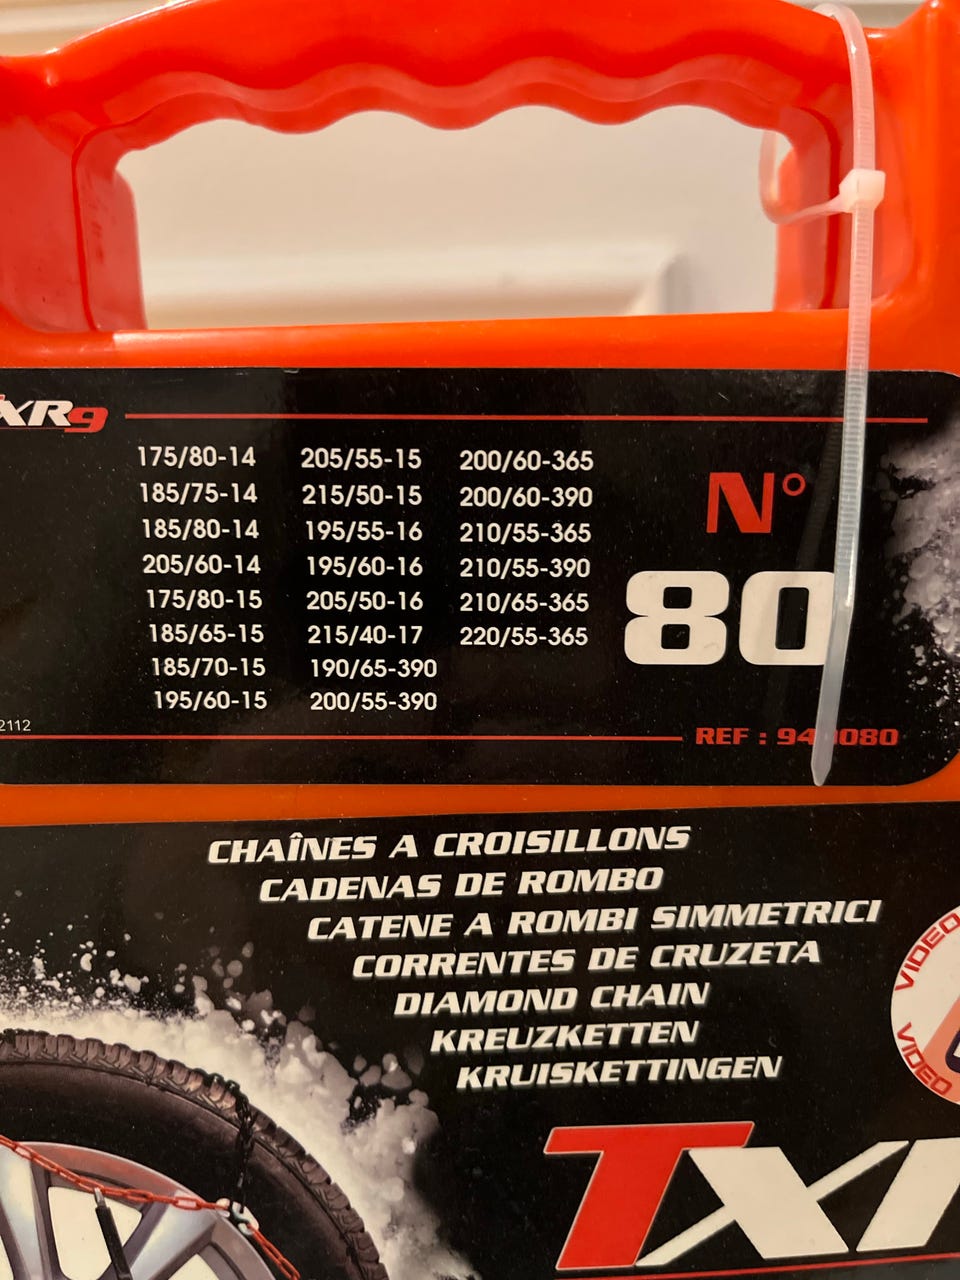 XR9
175/80-14 205/55-15 200/60-365
185/75-14 215/50-15 200/60-390
185/80-14 195/55-16 210/55-365
205/60-14 195/60-16 210/55-390
175/80-15 205/50-16 210/65-365
185/65-15 215/40-17 220/55-365
185/70-15 190/65-390
195/60-15 200/55-390
N°
80
2112
REF :
CHAÎNES A CROISILLONS
CADENAS DE ROMBO
CATENE A ROMBI SIMMETRICI
CORRENTES DE CRUZETA
DIAMOND CHAIN
KREUZKETTEN
KRUISKETTINGEN
VIDEO
VIDEO
TX